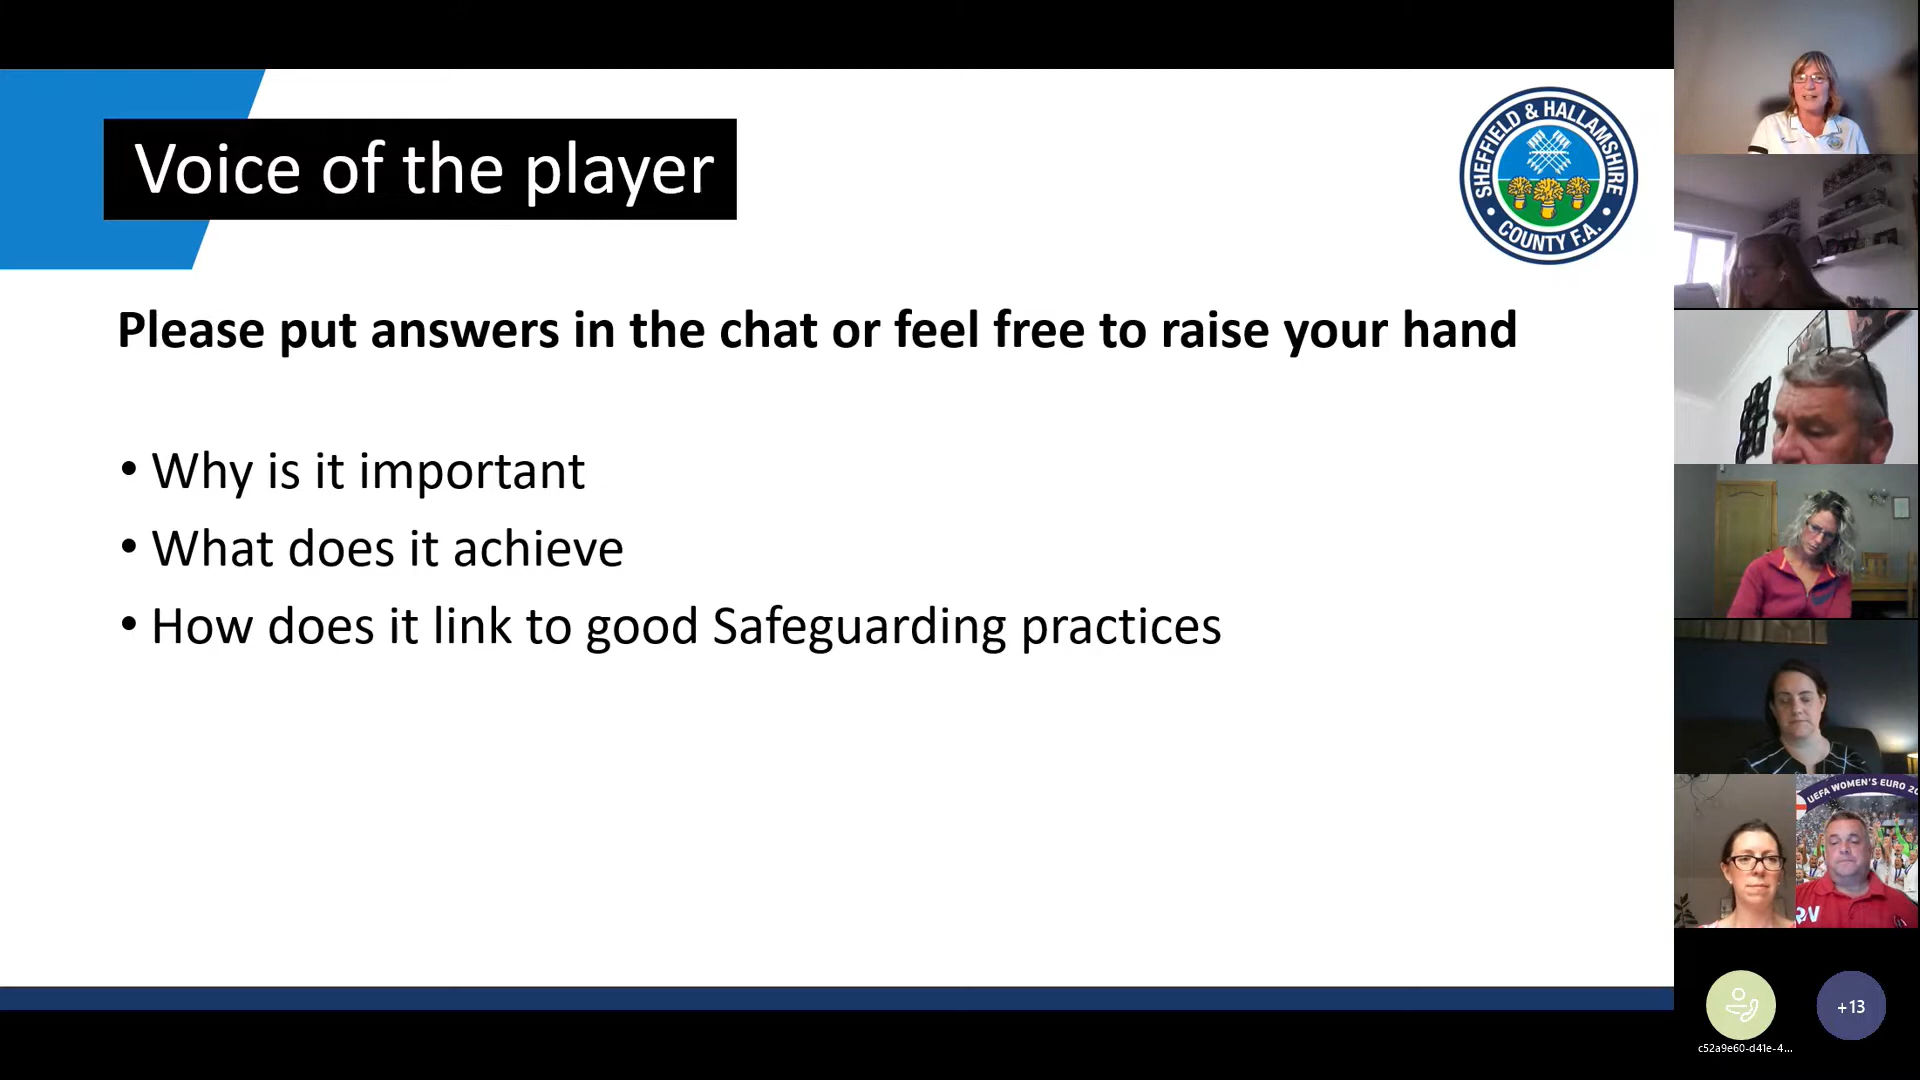 Voice of the player
SHEFFIELD & HALLAMSHIRE
COUNTY F.A.
Please put answers in the chat or feel free to raise your hand
• Why is it important
• What does it achieve
• How does it link to good Safeguarding practices
UEFA WOMEN'S EURO 20
+13
c52a9e60-d41e-4...